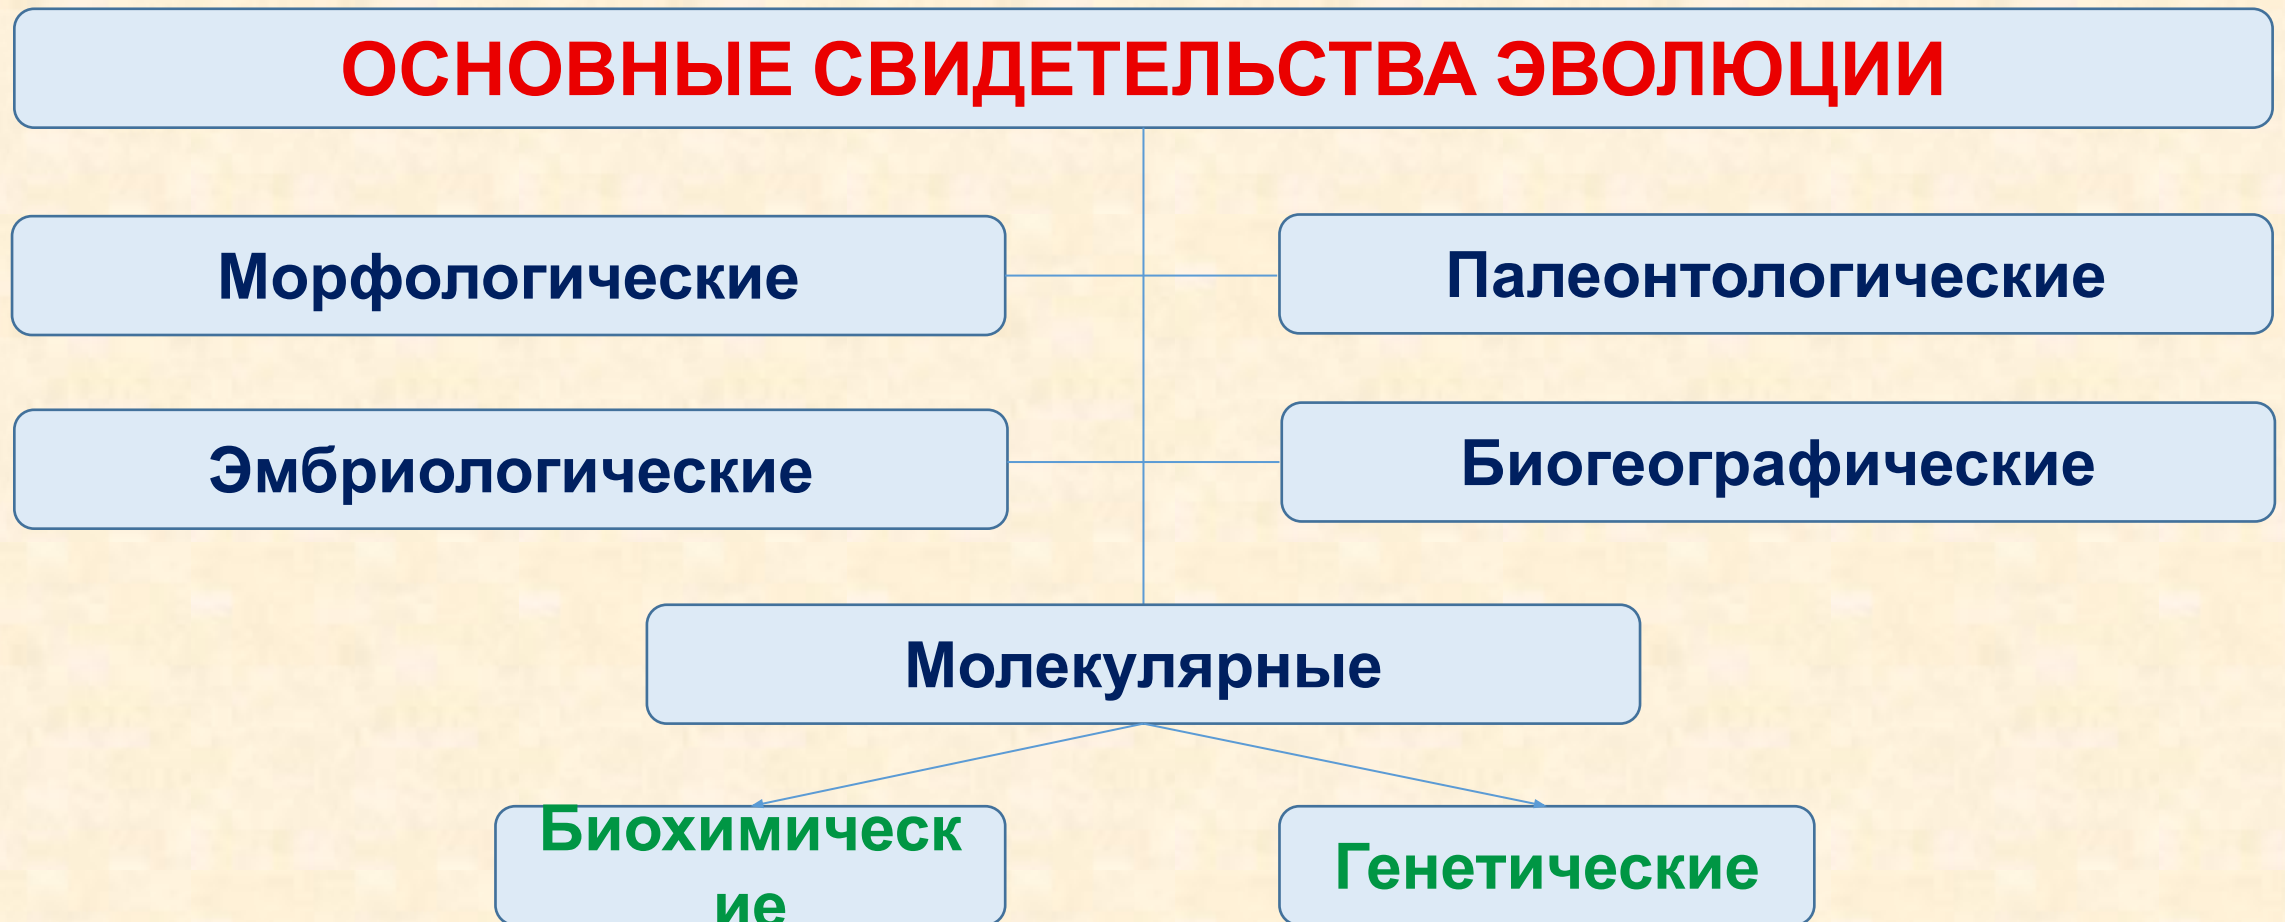 ОСНОВНЫЕ СВИДЕТЕЛЬСТВА ЭВОЛЮЦИИ
Морфологические
Палеонтологические
Эмбриологические
Биогеографические
Молекулярные
Биохимическ
ие
Генетические